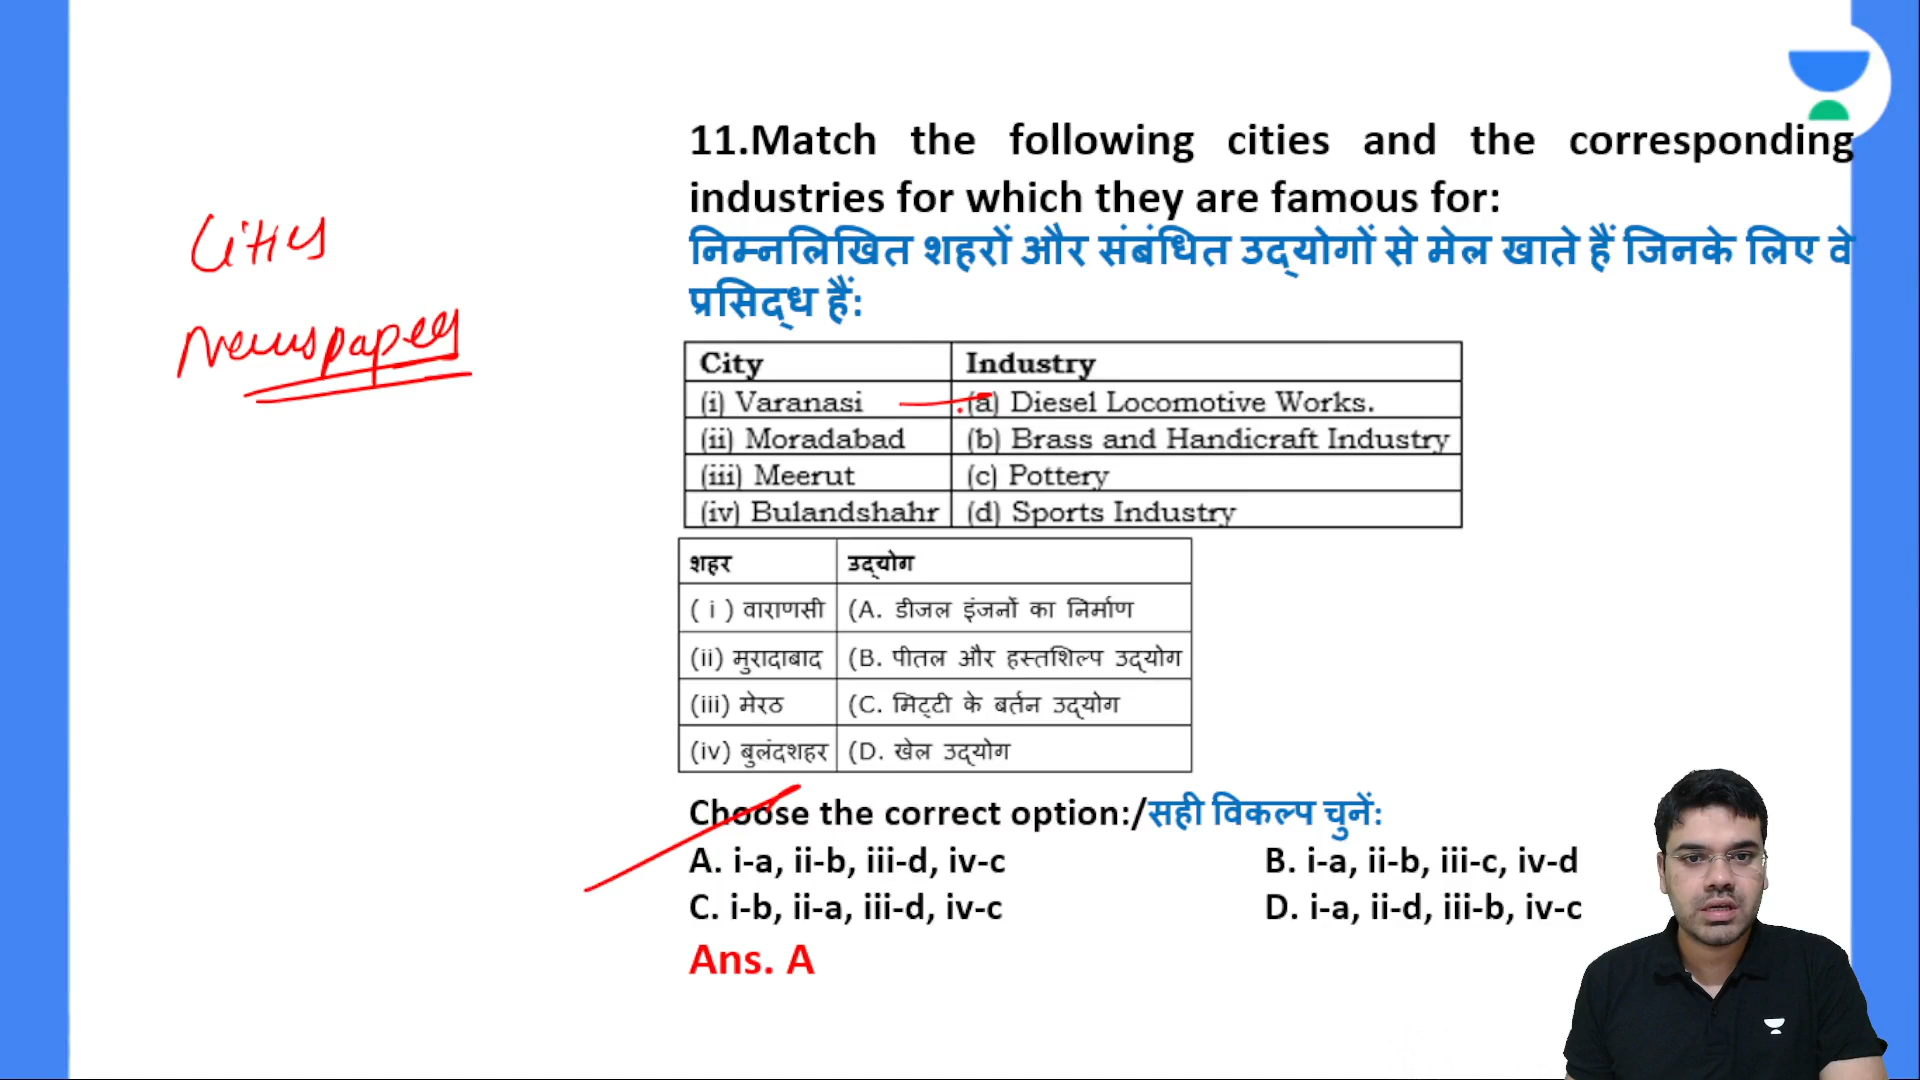 Cities
Newspapers
11.Match the following cities and the corresponding
industries for which they are famous for:
निम्नलिखित शहरों और संबंधित उद्योगों से मेल खाते हैं जिनके लिए वे
प्रसिद्ध हैं:
City Industry
(i) Varanasi (a) Diesel Locomotive Works.
(ii) Moradabad (b) Brass and Handicraft Industry
(iii) Meerut (c) Pottery
(iv) Bulandshahr (d) Sports Industry
शहर उद्योग
( i ) वाराणसी (A. डीजल इंजनों का निर्माण
(ii) मुरादाबाद (B. पीतल और हस्तशिल्प उद्योग
(iii) मेरठ (C. मिट्टी के बर्तन उद्योग
(iv) बुलंदशहर (D. खेल उद्योग
Choose the correct option:/सही विकल्प चुनें:
A. i-a, ii-b, iii-d, iv-c B. i-a, ii-b, iii-c, iv-d
C. i-b, ii-a, iii-d, iv-c D. i-a, ii-d, iii-b, iv-c
Ans. A